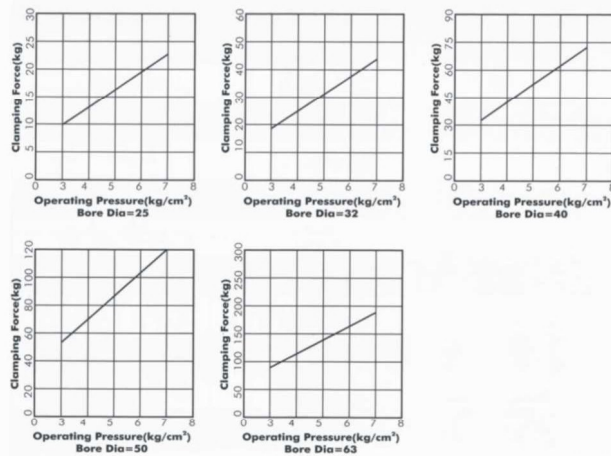 Clamping Force(kg)
30
25
20
15
10
5
0
0 3 4 5 6 7 8
Operating Pressure(kg/cm²)
Bore Dia=25
Clamping Force(kg)
60
50
40
30
20
10
0
0 3 4 5 6 7 8
Operating Pressure(kg/cm²)
Bore Dia=32
Clamping Force(kg)
90
75
60
45
30
15
0 3 4 5 6 7 8
Operating Pressure(kg/cm²)
Bore Dia=40
Clamping Force(kg)
120
100
80
60
40
20
0
0 3 4 5 6 7 8
Operating Pressure(kg/cm²)
Bore Dia=50
Clamping Force(kg)
300
250
200
150
100
50
0
0 3 4 5 6 7 8
Operating Pressure(kg/cm²)
Bore Dia=63